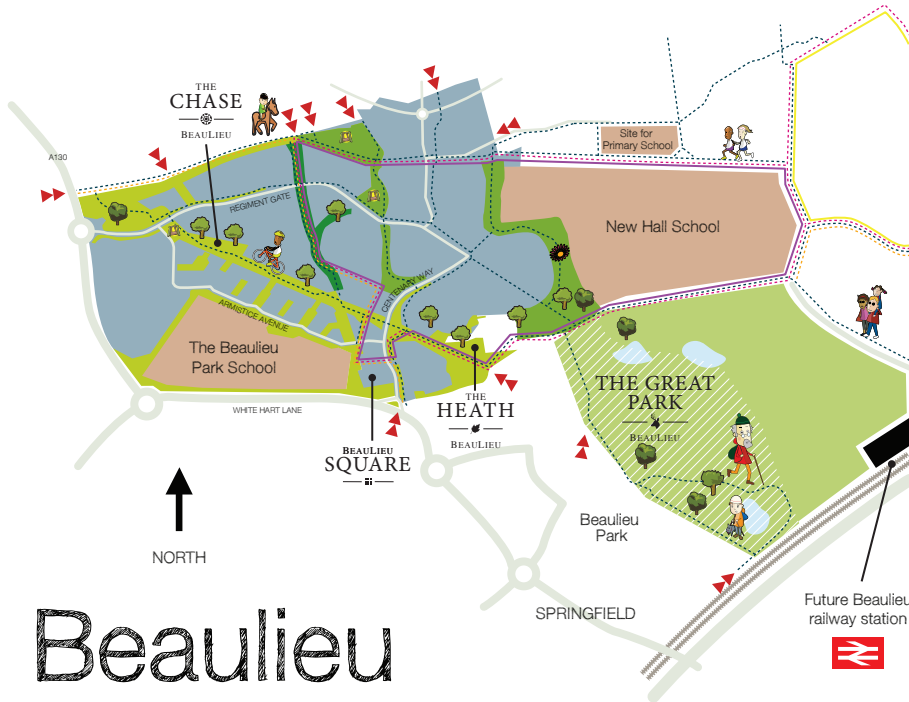 THE
CHASE
BEAULIEU
A130
REGIMENT GATE
Site for
Primary School
New Hall School
CENTENARY WAY
ARMISTICE AVENUE
The Beaulieu
Park School
WHITE HART LANE
THE
HEATH
BEAULIEU
BEAULIEU
SQUARE
THE GREAT
PARK
BEAULIEU
Beaulieu
Park
NORTH
SPRINGFIELD
Future Beaulieu
railway station
Beaulieu